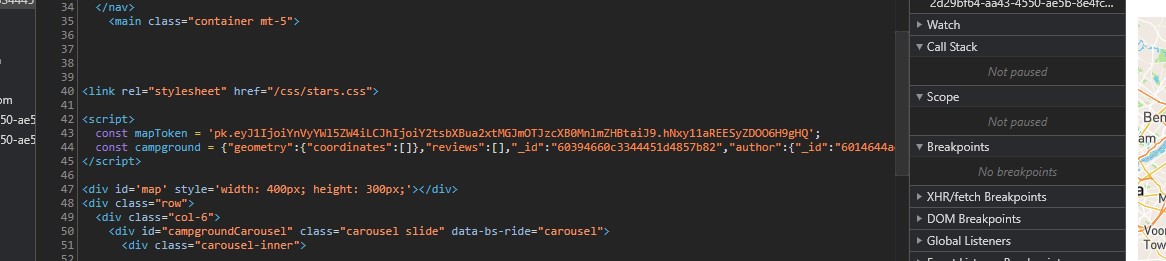 34 </nav>
35 <main class="container mt-5">
36
37
38
39
40 <link rel="stylesheet" href="/css/stars.css">
41
42 <script>
43 const mapToken = 'pk.eyJ1IjoiYnVyYWl5ZW4iLCJhIjoiY2tsbXBua2xtMGJmOTJzcXB0MnlmZHBtaiJ9.hNxy11aREESyZDOO6H9gHQ';
44 const campground = {"geometry":{"coordinates":[]},"reviews":[],"_id":"60394660c3344451d4857b82","author":{"_id":"6014644a
45 </script>
46
47 <div id='map' style='width: 400px; height: 300px;'></div>
48 <div class="row">
49 <div class="col-6">
50 <div id="campgroundCarousel" class="carousel slide" data-bs-ride="carousel">
51 <div class="carousel-inner">
52
om
50-ae5
50-ae5
2d29bf64-aa43-4550-ae5b-8e4fc...
Watch
Call Stack
Not paused
Scope
Not paused
Breakpoints
No breakpoints
XHR/fetch Breakpoints
DOM Breakpoints
Global Listeners
Ben
am
a
M
Voor
Tow